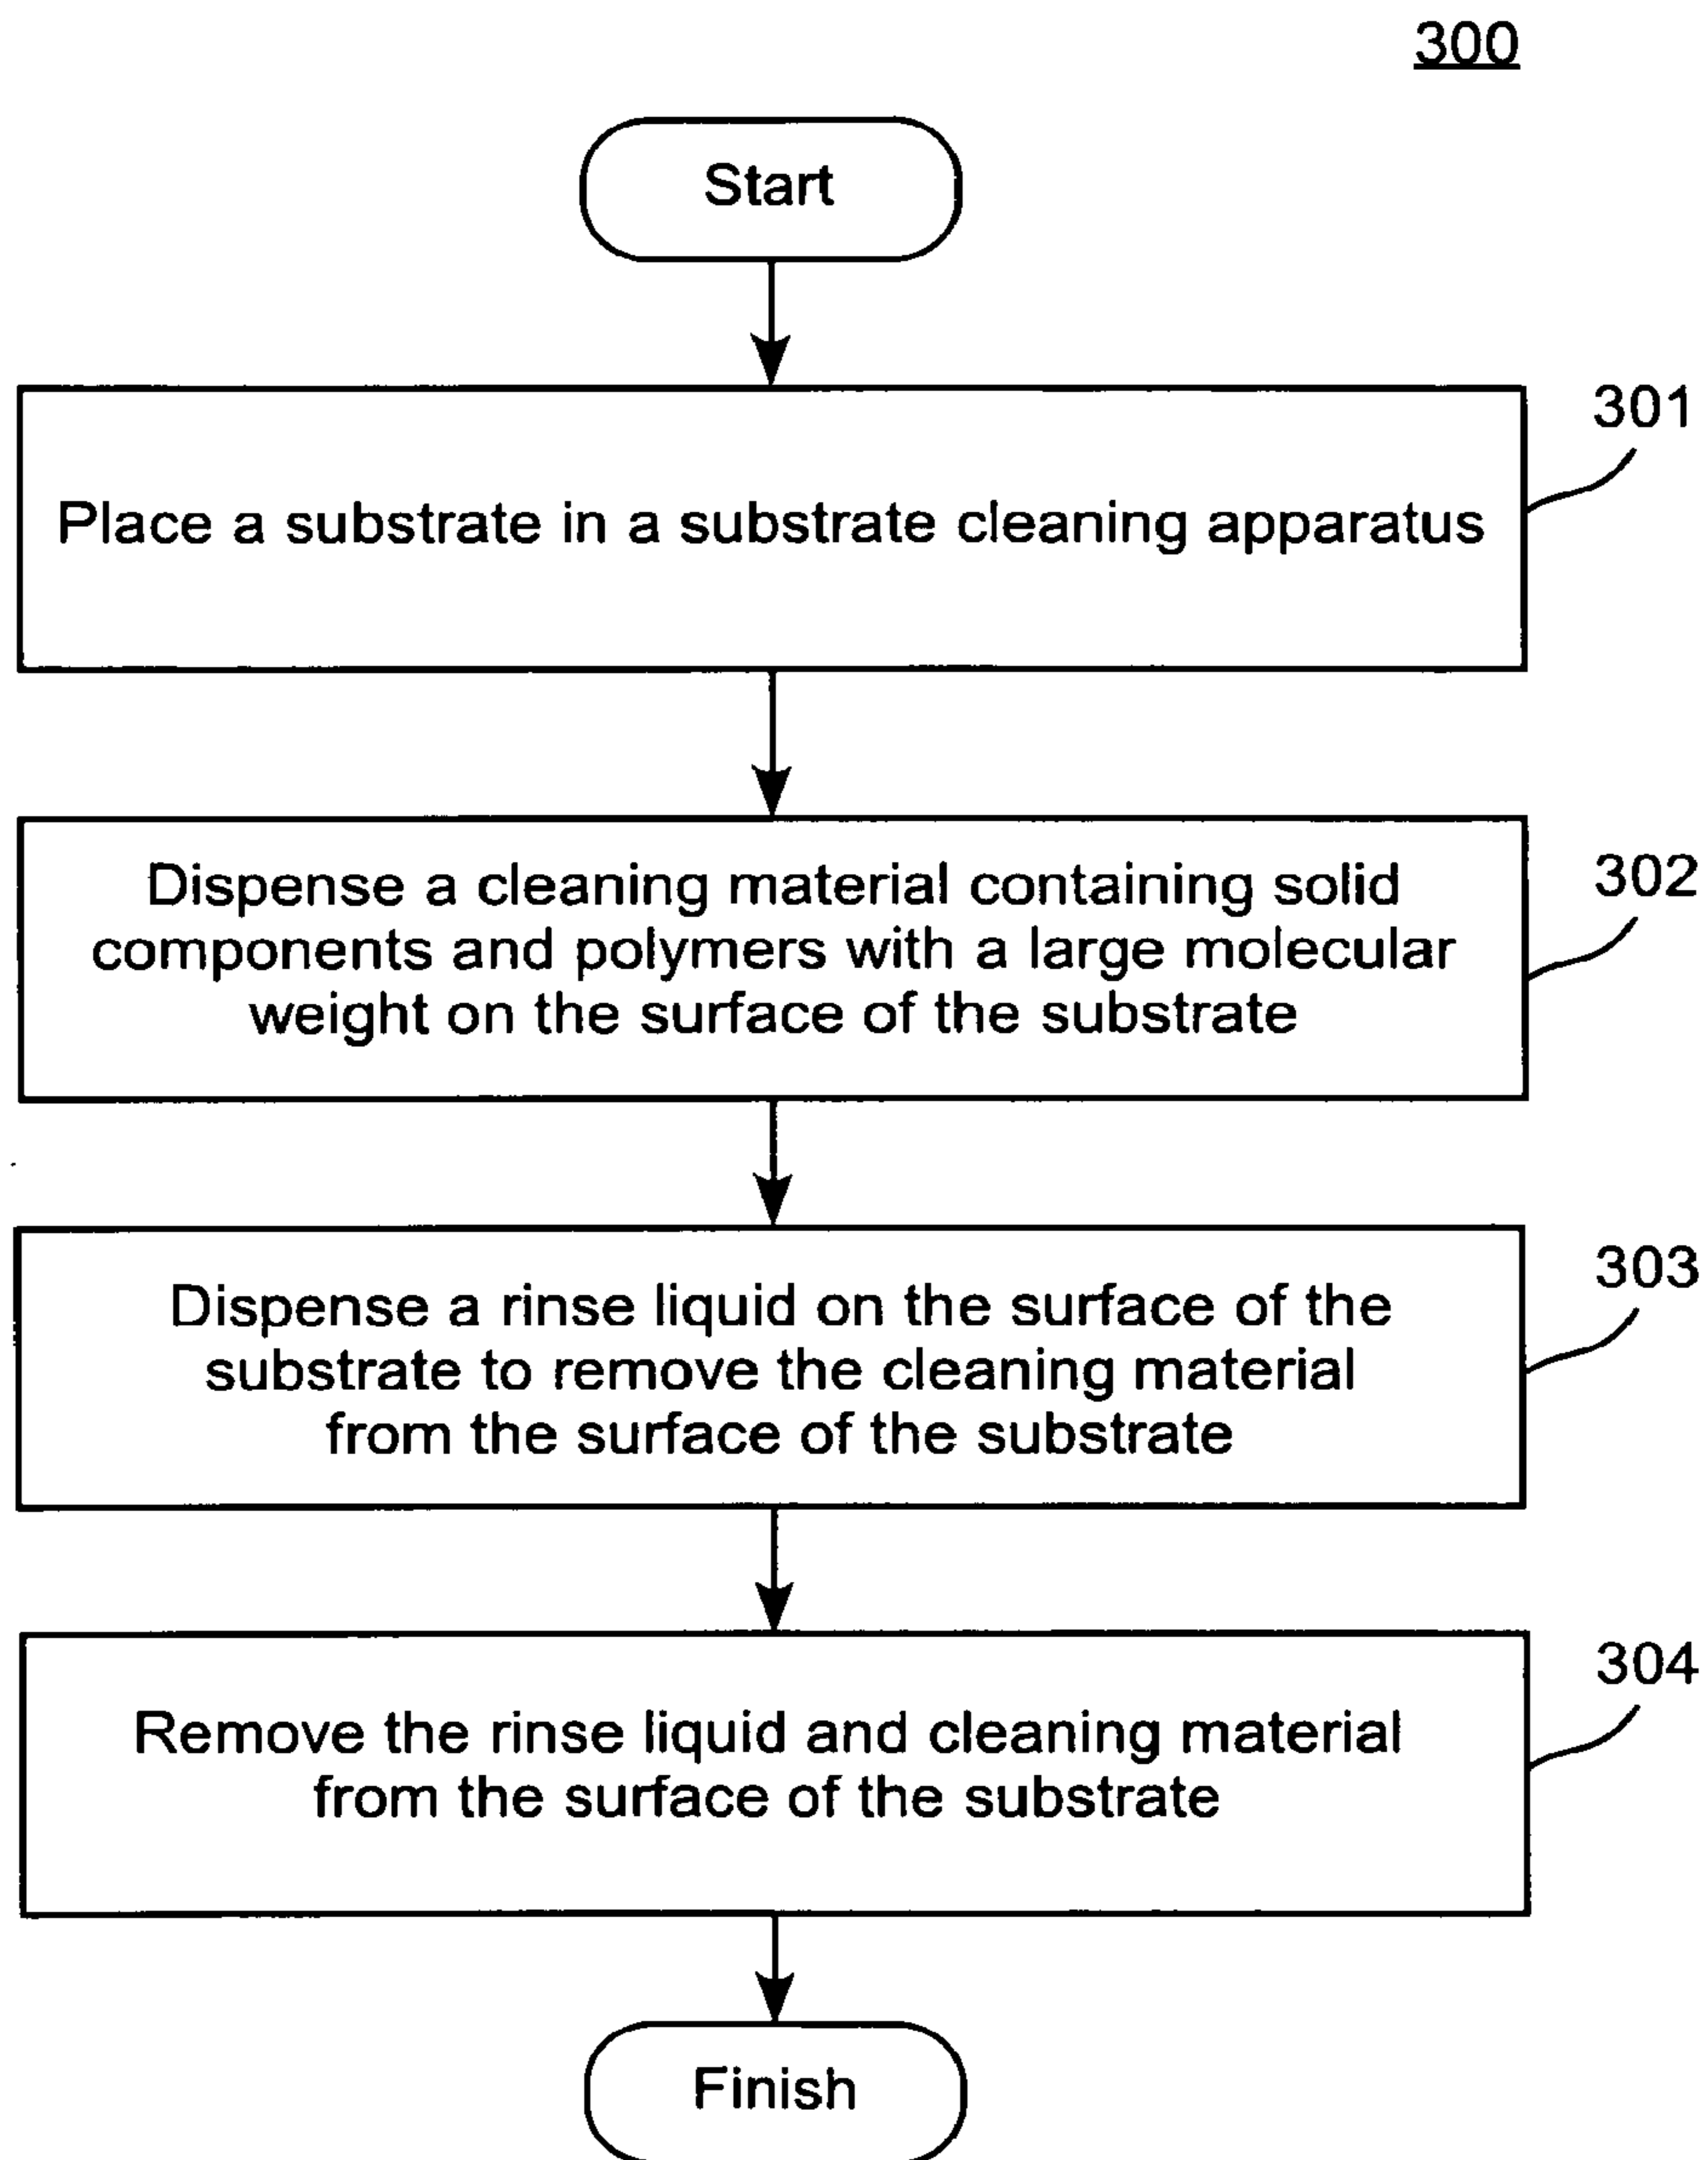 300
Start
301
Place a substrate in a substrate cleaning apparatus
302
Dispense a cleaning material containing solid
components and polymers with a large molecular
weight on the surface of the substrate
303
Dispense a rinse liquid on the surface of the
substrate to remove the cleaning material
from the surface of the substrate
304
Remove the rinse liquid and cleaning material
from the surface of the substrate
Finish